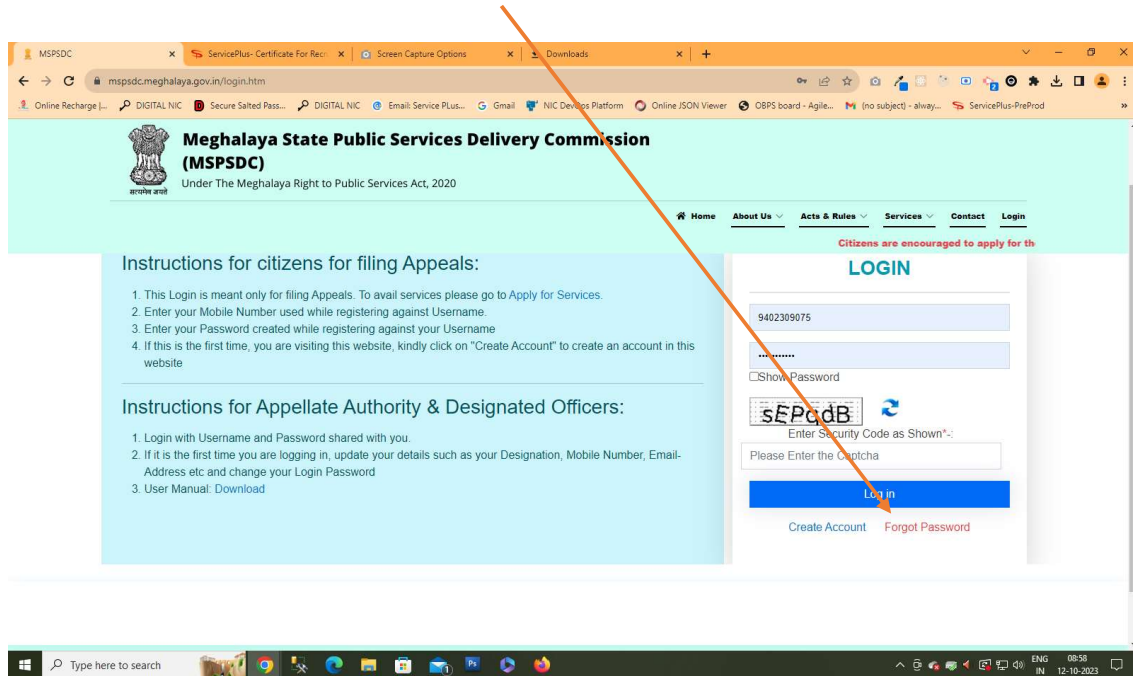 MSPSDC
ServicePlus- Certificate For Rec
Screen Capture Options
Downloads
mspsdc.meghalaya.gov.in/login.htm
Online Recharge |...
DIGITAL NIC
Secure Salted Pass...
DIGITAL NIC
Email: Service PLus...
Gmail
NIC DevOps Platform
Online JSON Viewer
OBPS board - Agile...
(no subject) - alway...
ServicePlus-PreProd
»
Meghalaya State Public Services Delivery Commission
(MSPSDC)
Under The Meghalaya Right to Public Services Act, 2020
सत्यमेव जयते
Home About Us Acts & Rules Services Contact Login
Citizens are encouraged to apply for th
Instructions for citizens for filing Appeals:
1. This Login is meant only for filing Appeals. To avail services please go to Apply for Services.
2. Enter your Mobile Number used while registering against Username.
3. Enter your Password created while registering against your Username
4. If this is the first time, you are visiting this website, kindly click on "Create Account" to create an account in this
website
Instructions for Appellate Authority & Designated Officers:
1. Login with Username and Password shared with you.
2. If it is the first time you are logging in, update your details such as your Designation, Mobile Number, Email-
Address etc and change your Login Password
3. User Manual: Download
LOGIN
9402309075
...........
Show Password
sEPqdB
Enter Security Code as Shown*-:
Please Enter the Captcha
Log in
Create Account Forgot Password
Type here to search
Ps
ENG
IN
08:58
12-10-2023